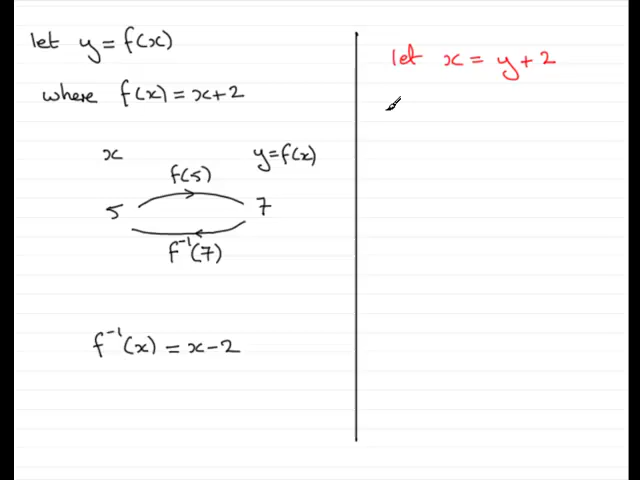 let y = f(x)
where f(x) = x+2
x y=f(x)
f(5)
5 7
f⁻¹(7)
f⁻¹(x) = x-2
let x = y + 2